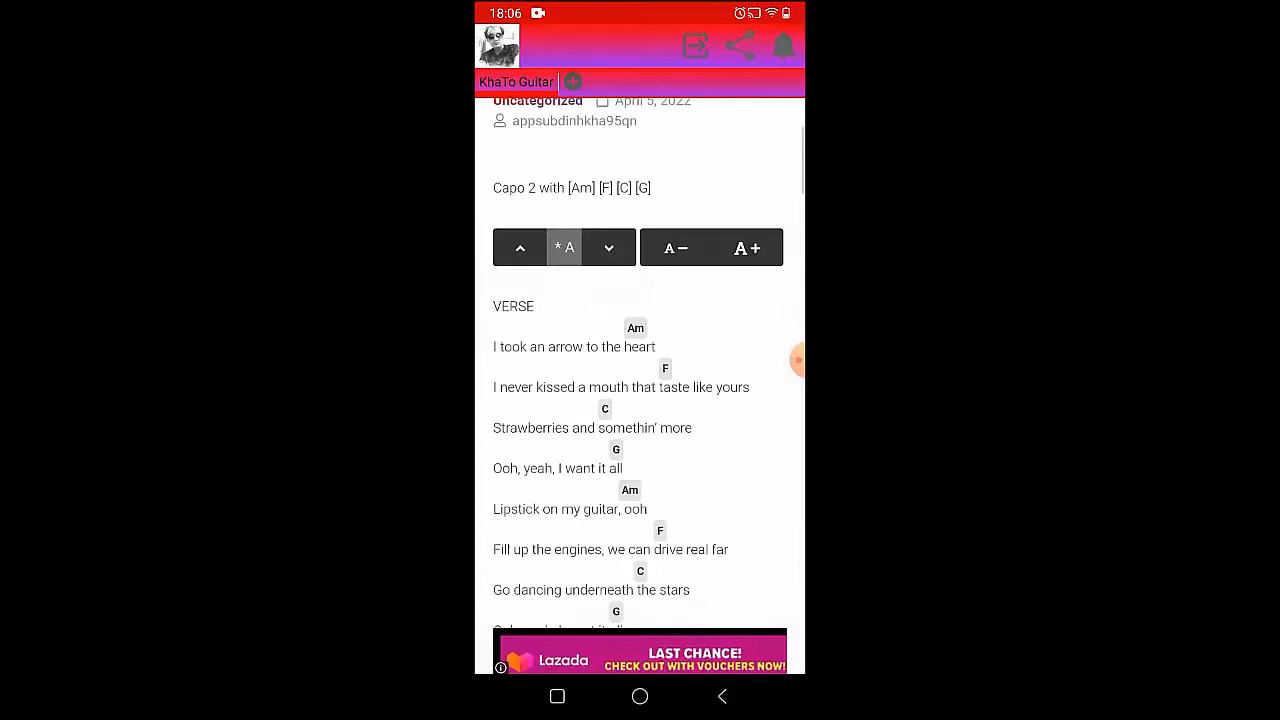 18:06
KhaTo Guitar
Uncategorized April 5, 2022
appsubdinhkha95qn
Capo 2 with [Am] [F] [C] [G]
* A A− A+
VERSE
Am
I took an arrow to the heart
F
I never kissed a mouth that taste like yours
C
Strawberries and somethin' more
G
Ooh, yeah, I want it all
Am
Lipstick on my guitar, ooh
F
Fill up the engines, we can drive real far
C
Go dancing underneath the stars
G
Lazada
LAST CHANCE!
CHECK OUT WITH VOUCHERS NOW!